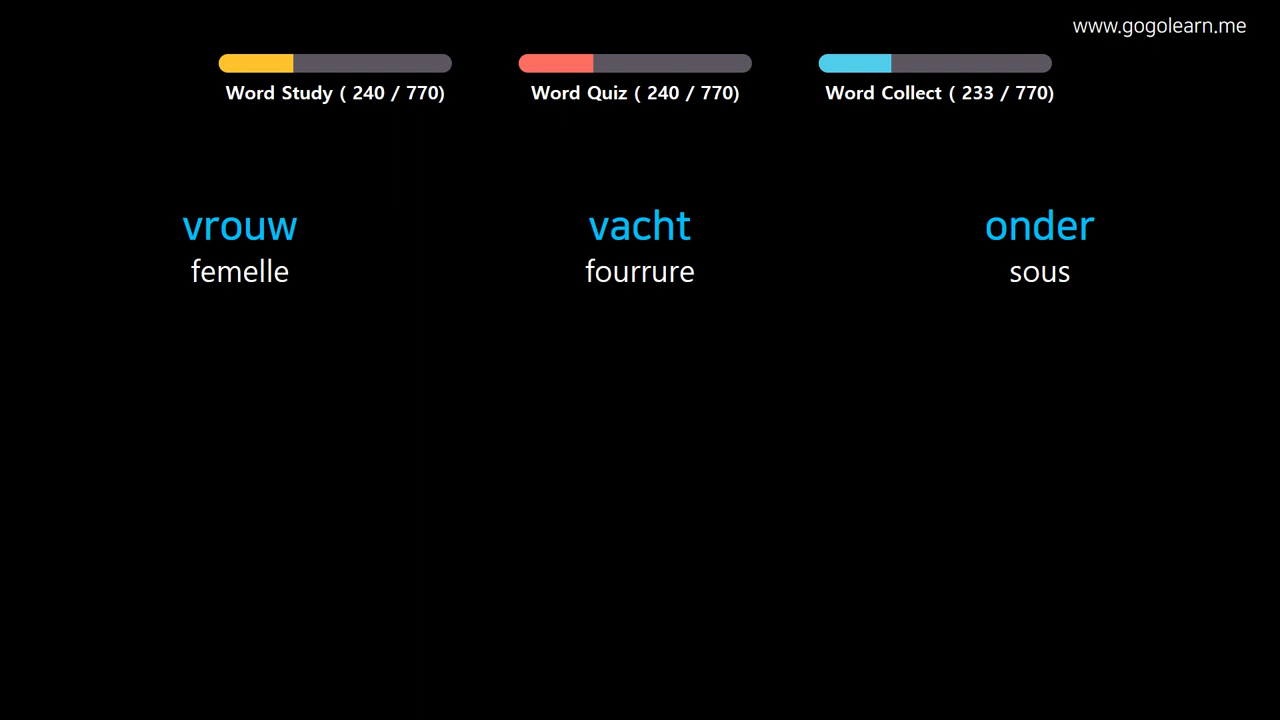 www.gogolearn.me
Word Study ( 240 / 770)
Word Quiz ( 240 / 770)
Word Collect ( 233 / 770)
vrouw
femelle
vacht
fourrure
onder
sous